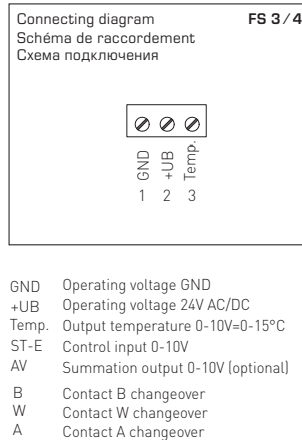 Connecting diagram FS 3/4
Schéma de raccordement
Схема подключения
GND +UB Temp.
1 2 3
GND Operating voltage GND
+UB Operating voltage 24V AC/DC
Temp. Output temperature 0-10V=0-15°C
ST-E Control input 0-10V
AV Summation output 0-10V (optional)
B Contact B changeover
W Contact W changeover
A Contact A changeover